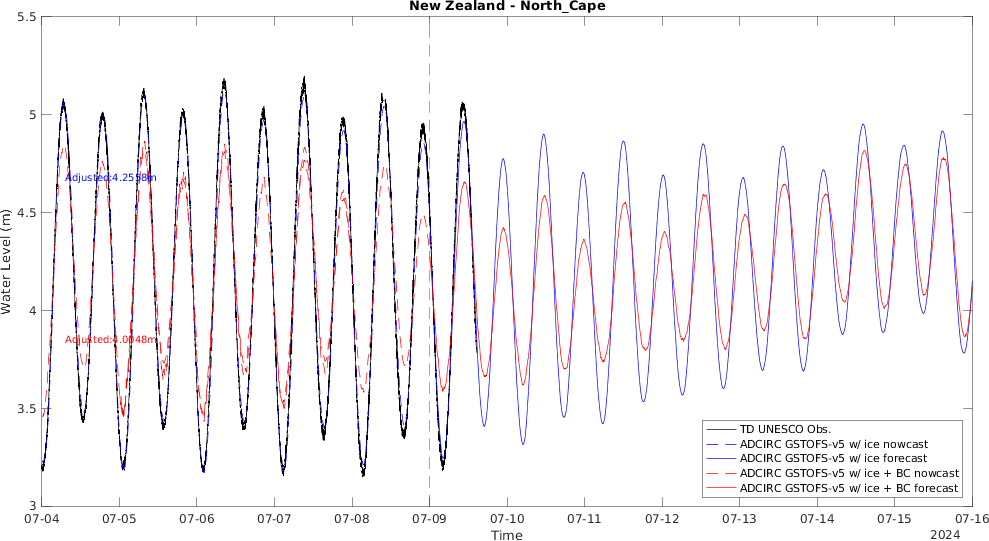 New Zealand - North_Cape
5.5
5
4.5
4
3.5
3
Water Level (m)
Adjusted:4.2558m
Adjusted:4.0048m
TD UNESCO Obs.
ADCIRC GSTOFS-v5 w/ ice nowcast
ADCIRC GSTOFS-v5 w/ ice forecast
ADCIRC GSTOFS-v5 w/ ice + BC nowcast
ADCIRC GSTOFS-v5 w/ ice + BC forecast
07-04 07-05 07-06 07-07 07-08 07-09 07-10 07-11 07-12 07-13 07-14 07-15 07-16
Time
2024